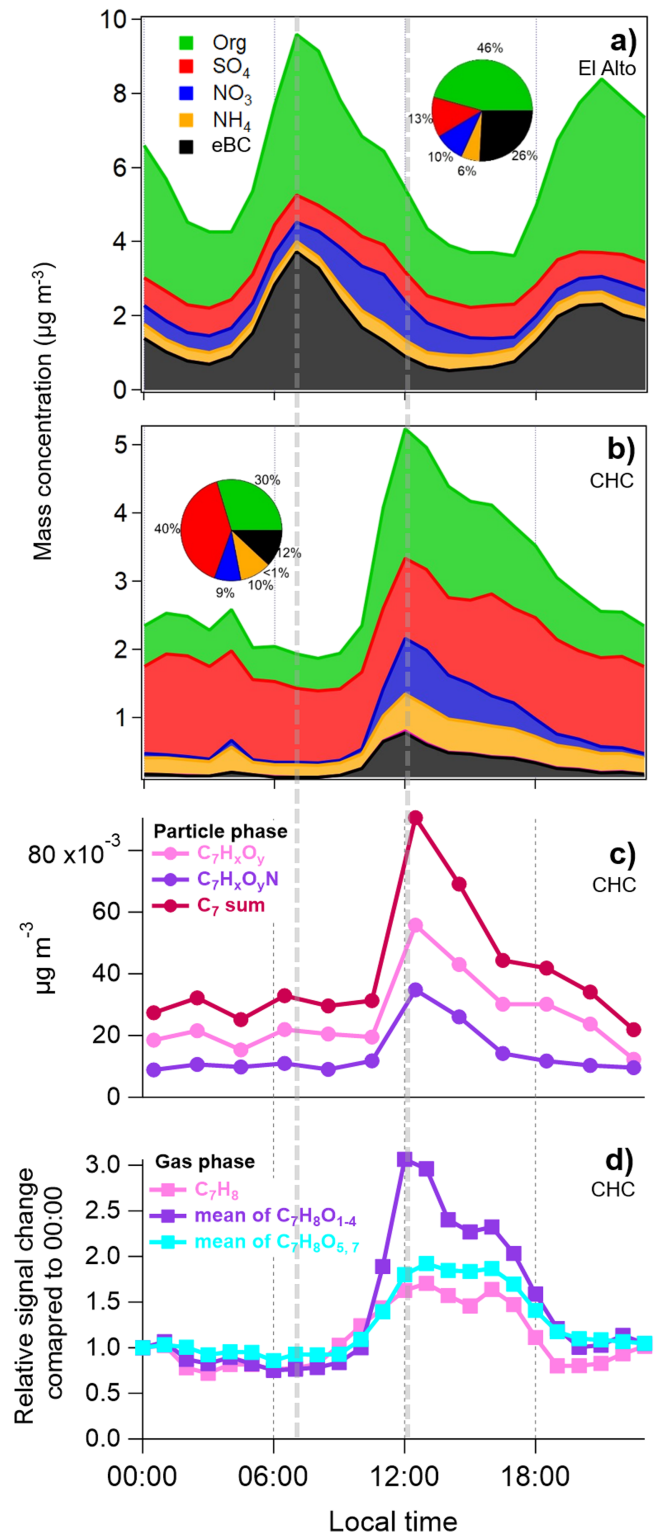 Mass concentration (µg m⁻³)
10
8
6
4
2
0
Org
SO₄
NO₃
NH₄
eBC
a)
El Alto
46%
13%
10%
6%
26%
5
4
3
2
1
b)
CHC
30%
40%
9%
10%
<1%
12%
µg m⁻³
80 x10⁻³
60
40
20
0
Particle phase
C₇HₓOᵧ
C₇HₓOᵧN
C₇ sum
c)
CHC
Relative signal change
comapred to 00:00
3.0
2.5
2.0
1.5
1.0
0.5
0.0
Gas phase
C₇H₈
mean of C₇H₈O₁₋₄
mean of C₇H₈O₅, ₇
d)
CHC
00:00 06:00 12:00 18:00
Local time